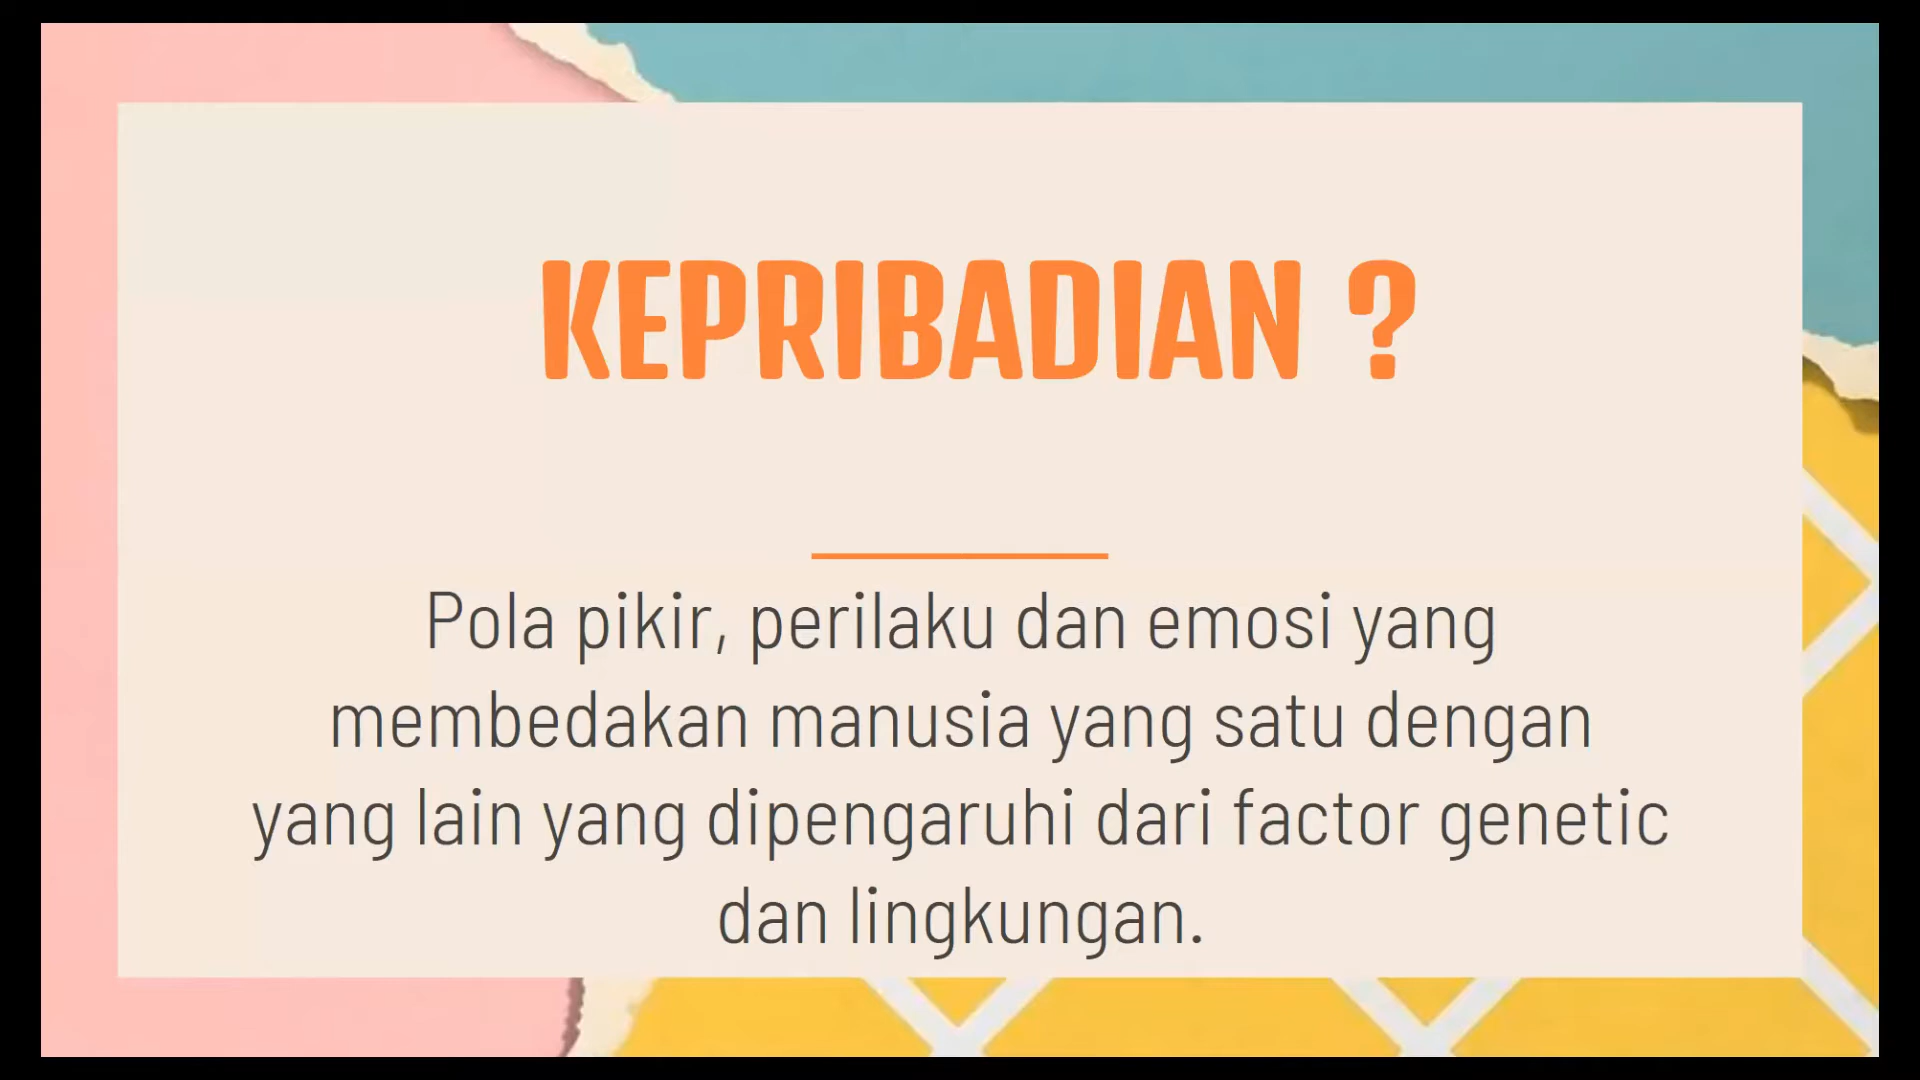 KEPRIBADIAN ?
Pola pikir, perilaku dan emosi yang
membedakan manusia yang satu dengan
yang lain yang dipengaruhi dari factor genetic
dan lingkungan.